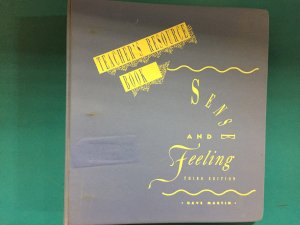 TEACHER'S RESOURCE
BOOK
SENSE
AND
Feeling
THIRD EDITION
• DAVE MARTIN •